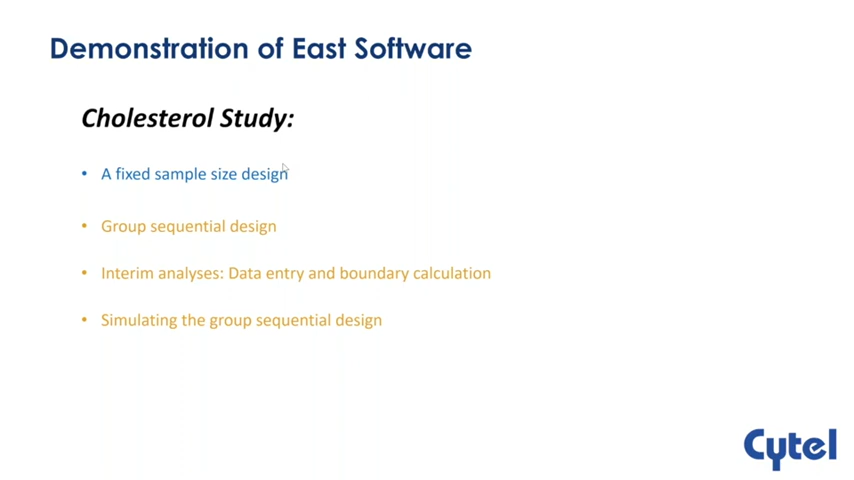 Demonstration of East Software
Cholesterol Study:
• A fixed sample size design
• Group sequential design
• Interim analyses: Data entry and boundary calculation
• Simulating the group sequential design
Cytel